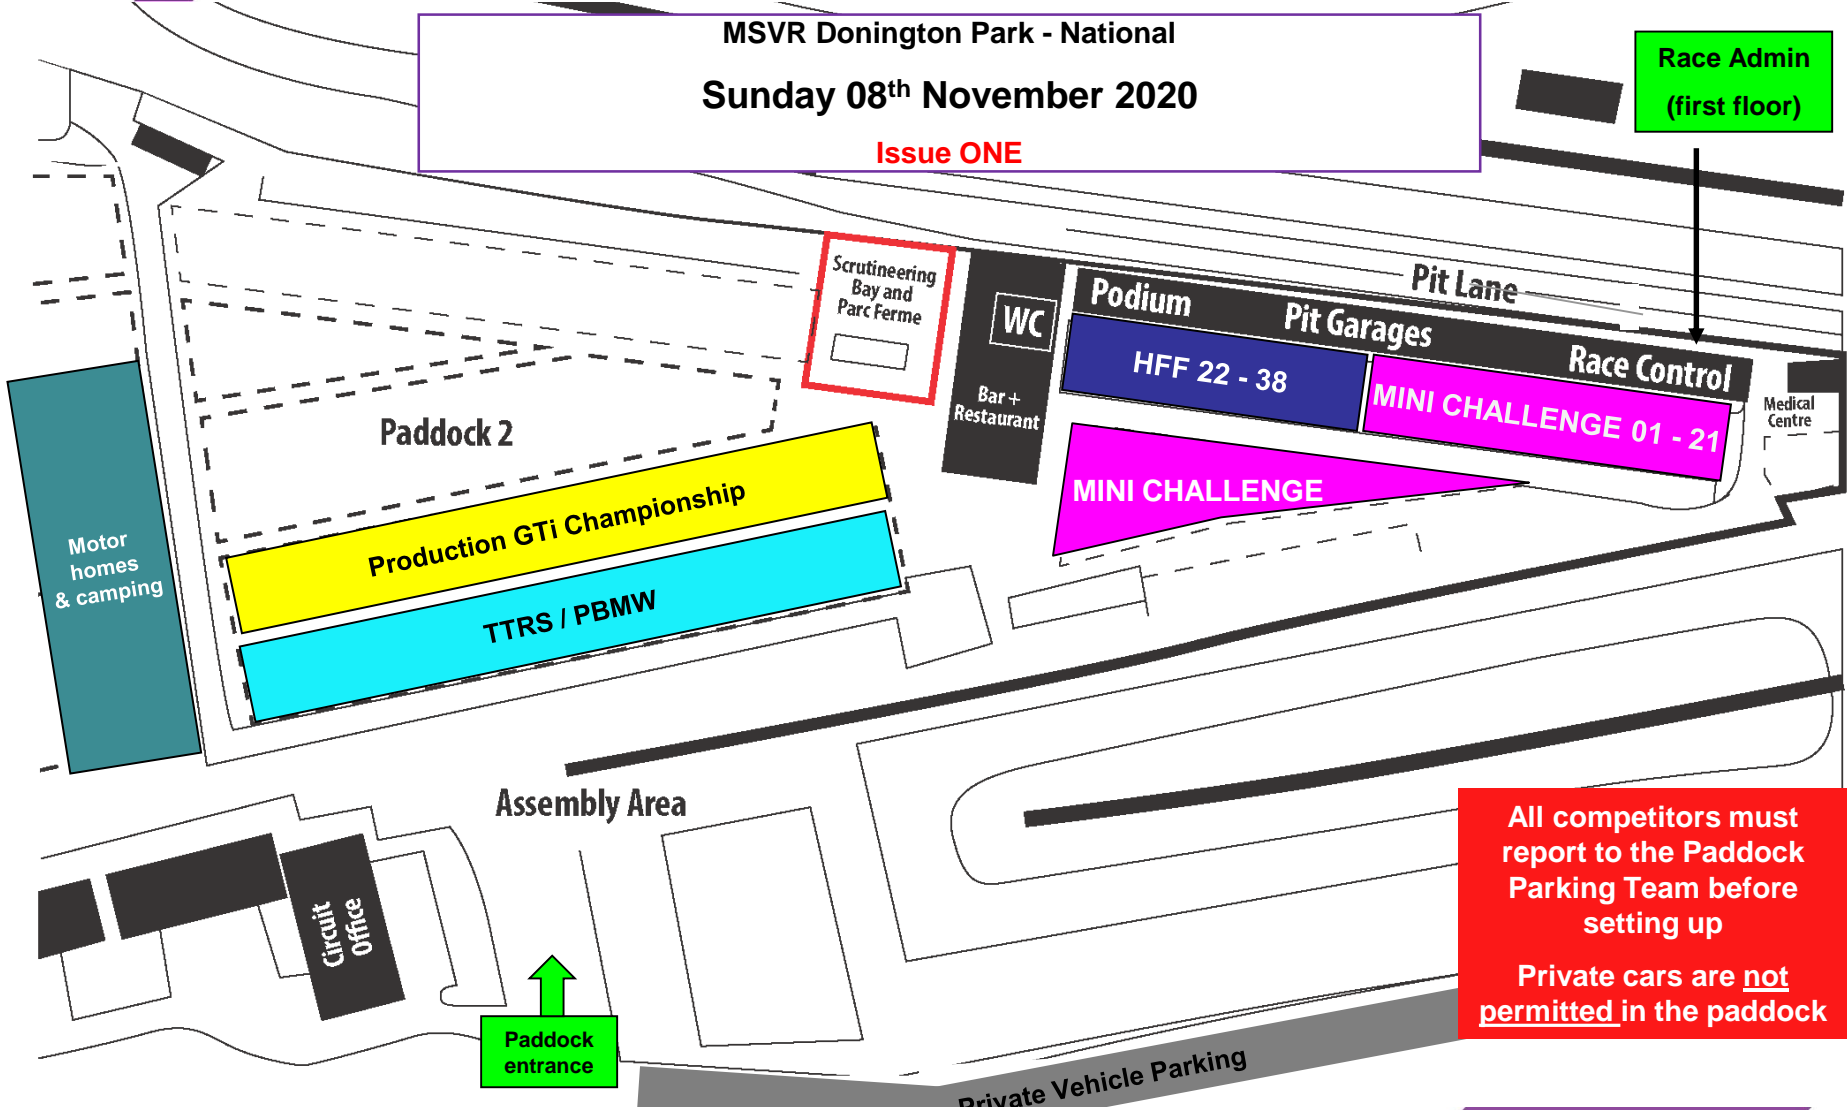 MSVR Donington Park - National
Sunday 08th November 2020
Issue ONE
Race Admin
(first floor)
Scrutineering
Bay and
Parc Ferme
WC
Bar +
Restaurant
Podium
Pit Garages
Race Control
Pit Lane
HFF 22 - 38
MINI CHALLENGE 01 - 21
Medical
Centre
MINI CHALLENGE
Paddock 2
Production GTi Championship
TTRS / PBMW
Motor
homes
& camping
Assembly Area
Circuit
Office
Paddock
entrance
All competitors must
report to the Paddock
Parking Team before
setting up
Private cars are not
permitted in the paddock
Private Vehicle Parking